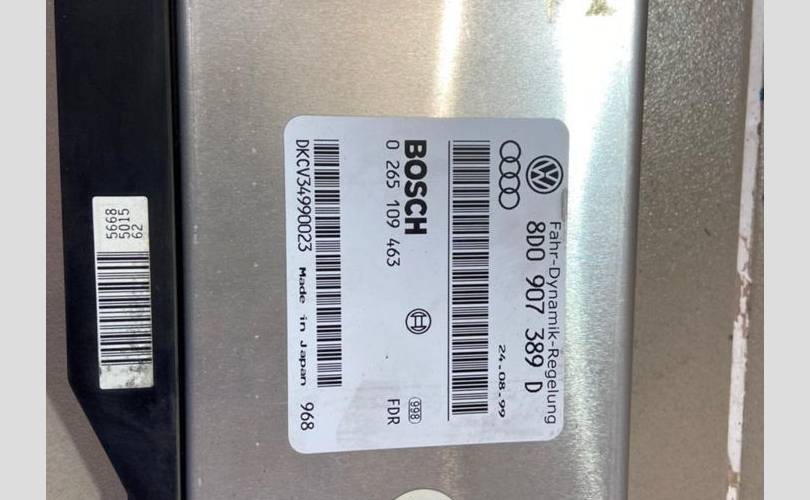 Fahr-Dynamik-Regelung
8D0 907 389 D
24.08.99
BOSCH
0 265 109 463
998
FDR
DKCV34990023 Made in Japan 968
5668
5015
62